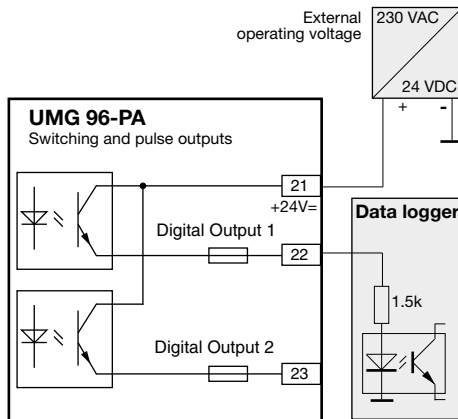 External
operating voltage
230 VAC
24 VDC
+ -
UMG 96-PA
Switching and pulse outputs
21
+24V=
Data logger
Digital Output 1
22
1.5k
Digital Output 2
23